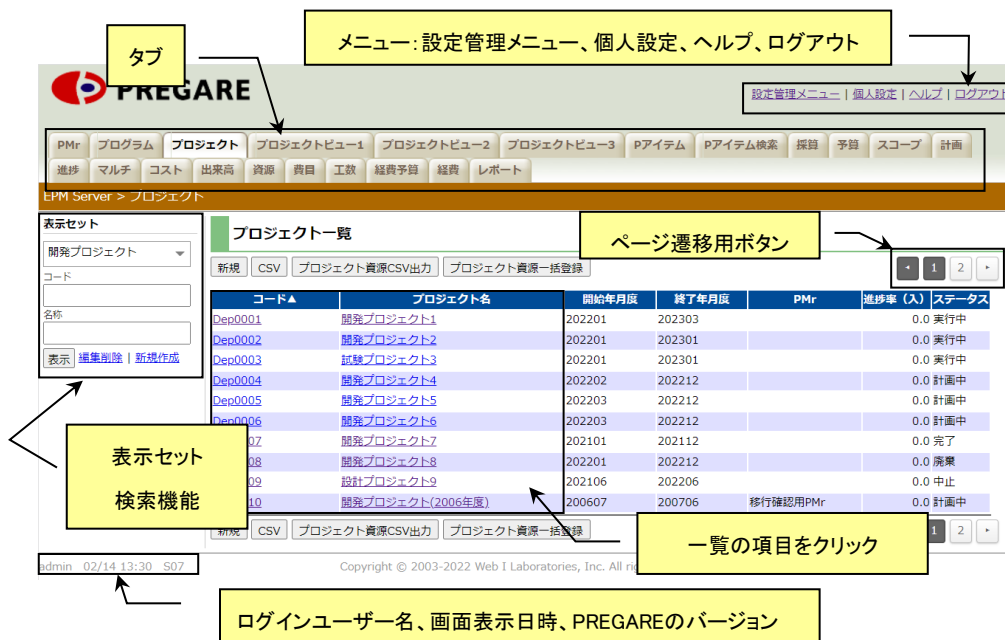 タブ
メニュー：設定管理メニュー、個人設定、ヘルプ、ログアウト
PREGARE
設定管理メニュー | 個人設定 | ヘルプ | ログアウト
PMr プログラム プロジェクト プロジェクトビュー1 プロジェクトビュー2 プロジェクトビュー3 Pアイテム Pアイテム検索 採算 予算 スコープ 計画
進捗 マルチ コスト 出来高 資源 費目 工数 経費予算 経費 レポート
EPM Server > プロジェクト
表示セット
開発プロジェクト
コード
名称
表示 編集削除 | 新規作成
表示セット
検索機能
プロジェクト一覧
ページ遷移用ボタン
新規 CSV プロジェクト資源CSV出力 プロジェクト資源一括登録 1 2
コード▲ プロジェクト名 開始年月度 終了年月度 PMr 進捗率（入） ステータス
Dep0001 開発プロジェクト1 202201 202303 0.0 実行中
Dep0002 開発プロジェクト2 202201 202301 0.0 実行中
Dep0003 試験プロジェクト3 202201 202301 0.0 実行中
Dep0004 開発プロジェクト4 202202 202212 0.0 計画中
Dep0005 開発プロジェクト5 202203 202212 0.0 計画中
Dep0006 開発プロジェクト6 202203 202212 0.0 計画中
07 開発プロジェクト7 202101 202112 0.0 完了
08 開発プロジェクト8 202201 202212 0.0 廃棄
09 設計プロジェクト9 202106 202206 0.0 中止
10 開発プロジェクト(2006年度) 200607 200706 移行確認用PMr 0.0 計画中
新規 CSV プロジェクト資源CSV出力 プロジェクト資源一括登録 1 2
一覧の項目をクリック
admin 02/14 13:30 S07
Copyright © 2003-2022 Web I Laboratories, Inc. All
ログインユーザー名、画面表示日時、PREGAREのバージョン